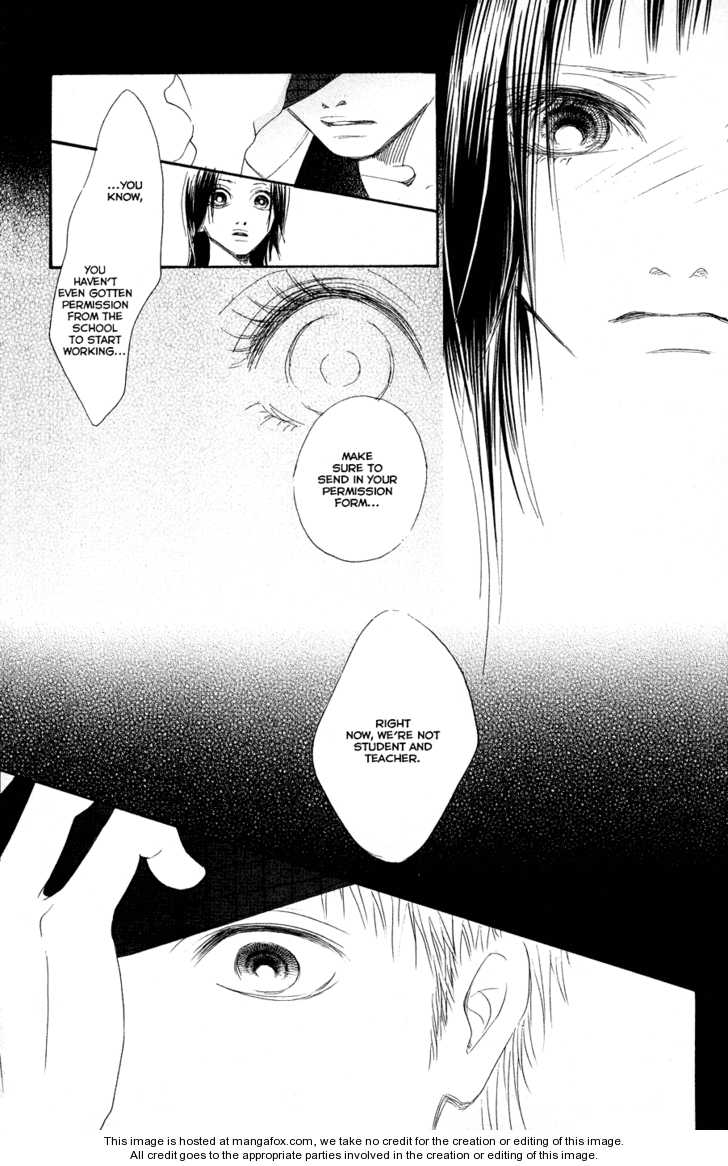 ...YOU
KNOW,
YOU
HAVEN'T
EVEN GOTTEN
PERMISSION
FROM THE
SCHOOL
TO START
WORKING...
MAKE
SURE TO
SEND IN YOUR
PERMISSION
FORM...
RIGHT
NOW, WE'RE NOT
STUDENT AND
TEACHER.
This image is hosted at mangafox.com, we take no credit for the creation or editing of this image.
All credit goes to the appropriate parties involved in the creation or editing of this image.